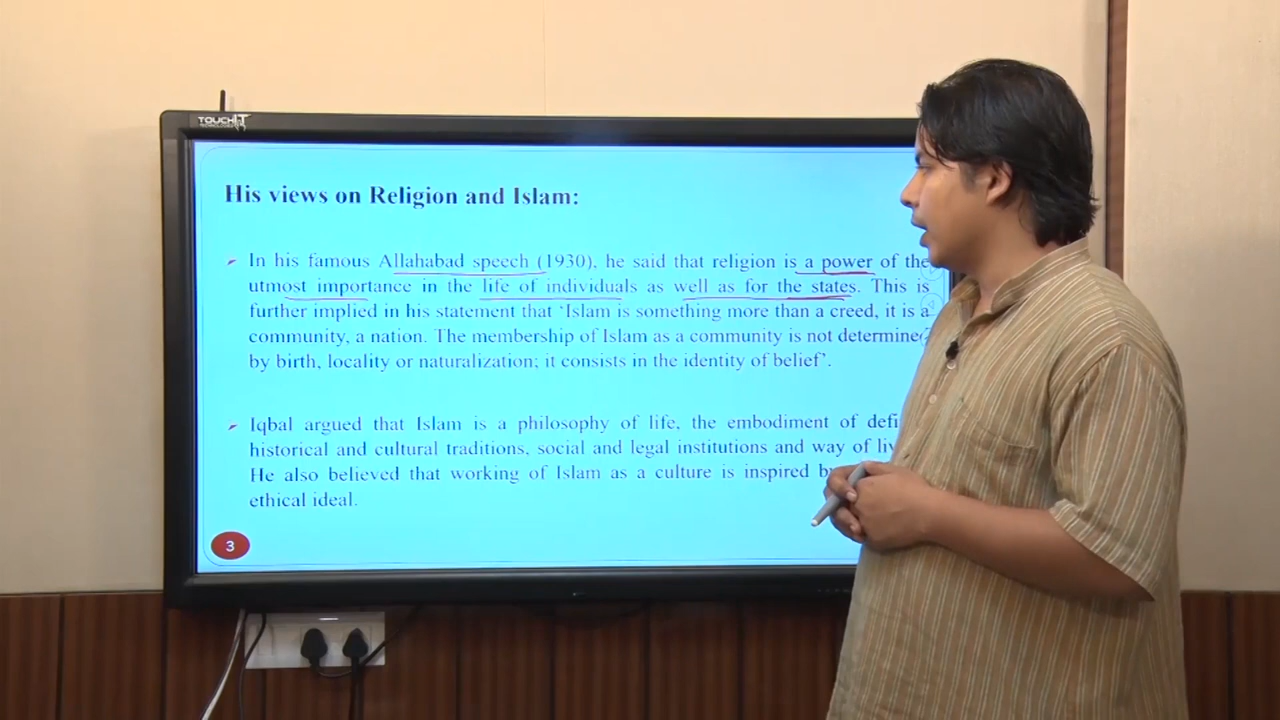 TOUCHIT
TECHNOLOGIES
His views on Religion and Islam:
➢ In his famous Allahabad speech (1930), he said that religion is a power of the
utmost importance in the life of individuals as well as for the states. This is
further implied in his statement that ‘Islam is something more than a creed, it is a
community, a nation. The membership of Islam as a community is not determined
by birth, locality or naturalization; it consists in the identity of belief’.
➢ Iqbal argued that Islam is a philosophy of life, the embodiment of
historical and cultural traditions, social and legal institutions and way of
He also believed that working of Islam as a culture is inspired
ethical ideal.
3